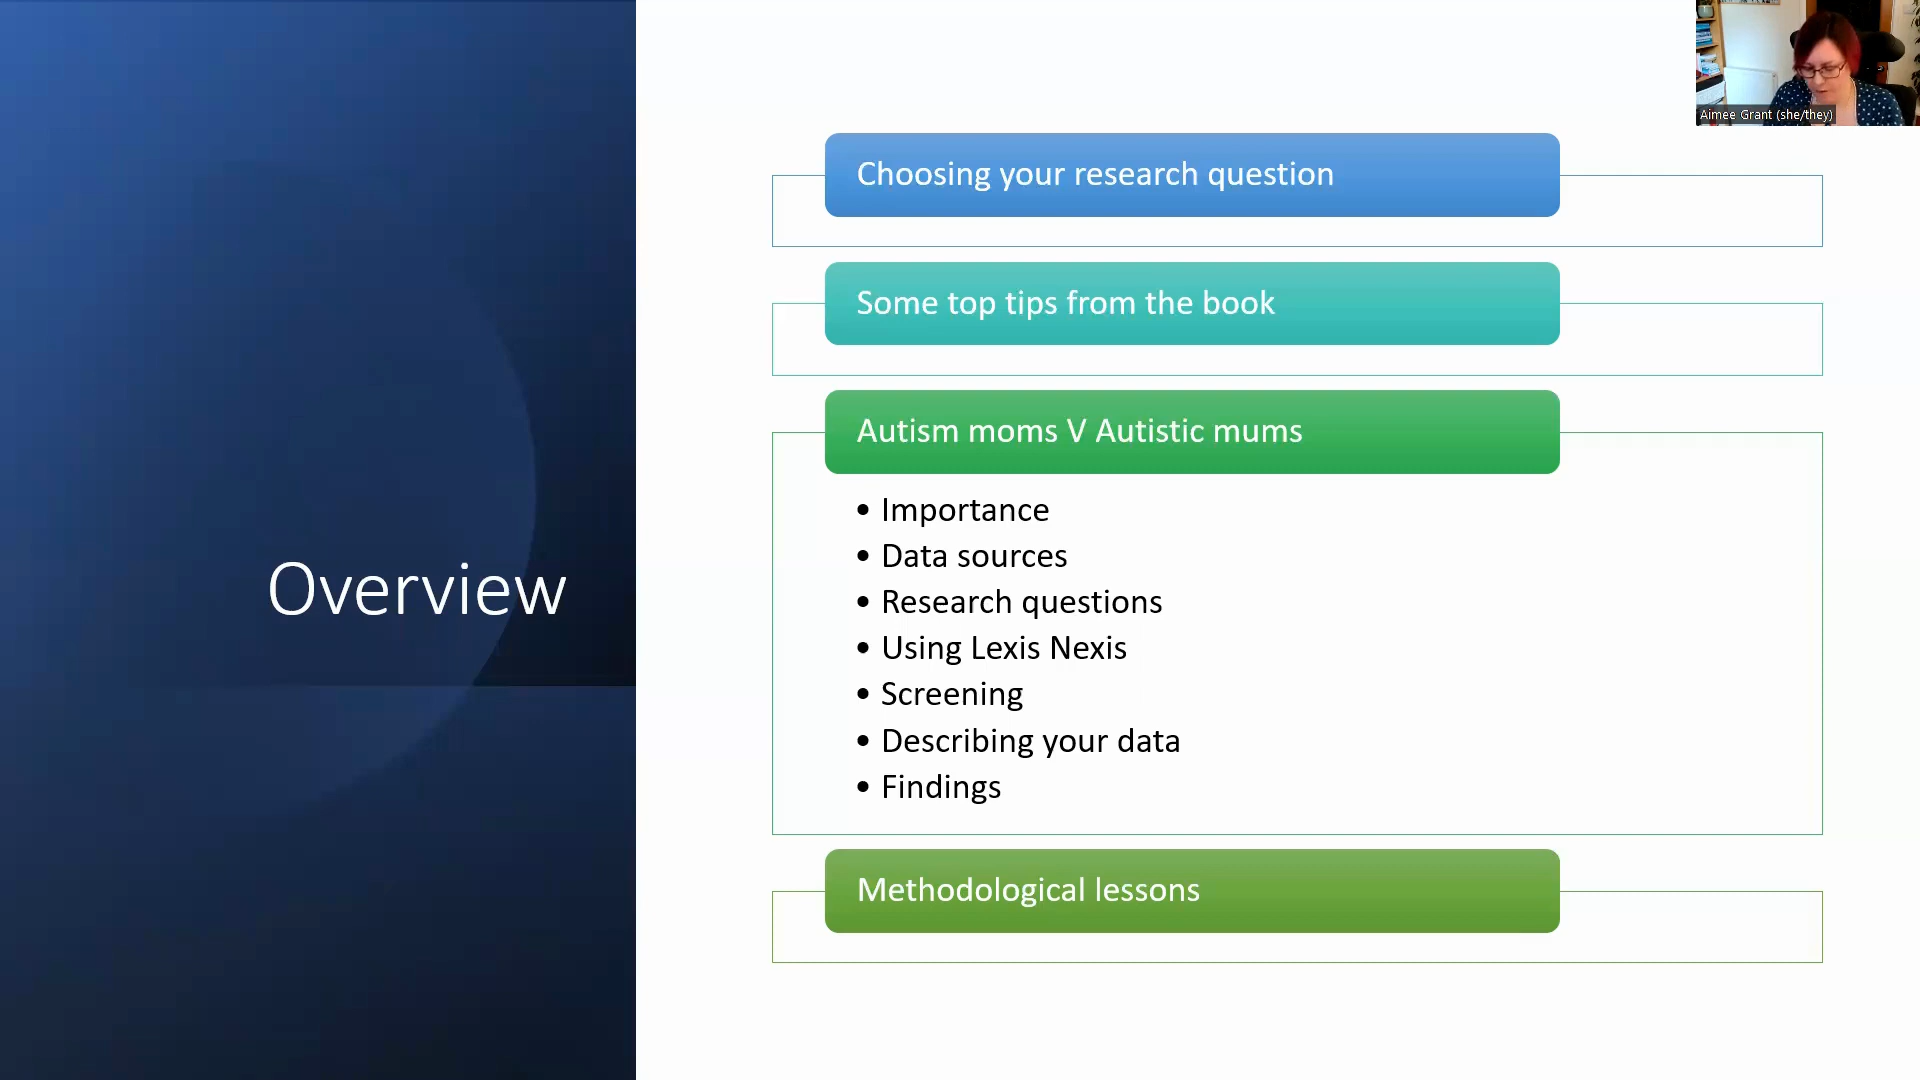 Overview
Choosing your research question
Some top tips from the book
Autism moms V Autistic mums
• Importance
• Data sources
• Research questions
• Using Lexis Nexis
• Screening
• Describing your data
• Findings
Methodological lessons
Aimee Grant (she/they)